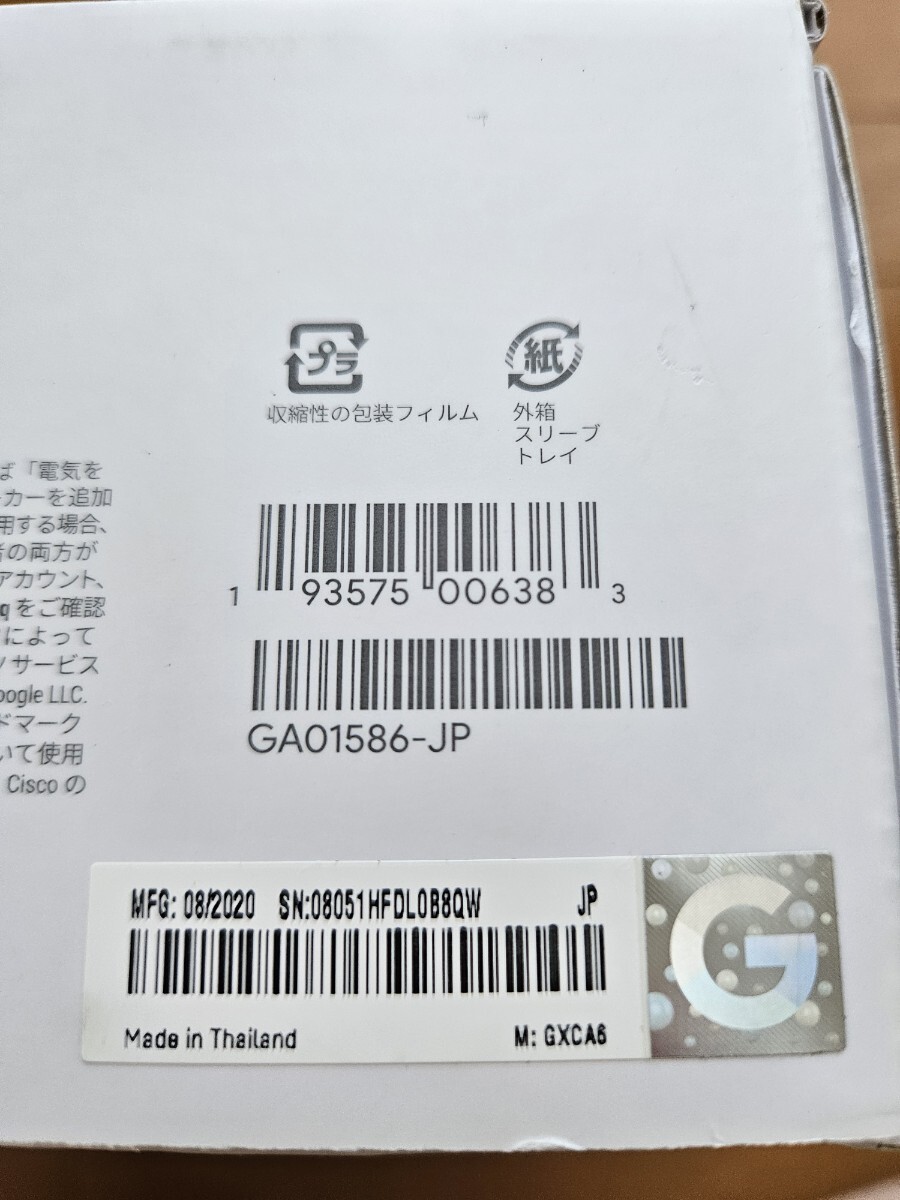 プラ
紙
収縮性の包装フィルム
外箱
スリーブ
トレイ
ば「電気を
ーカーを追加
用する場合、
者の両方が
アカウント、
q をご確認
によって
サービス
oogle LLC.
ドマーク
いて使用
Cisco の
1 93575 00638 3
GA01586-JP
MFG: 08/2020 SN:08051HFDL0B8QW JP
Made in Thailand M: GXCA6
G